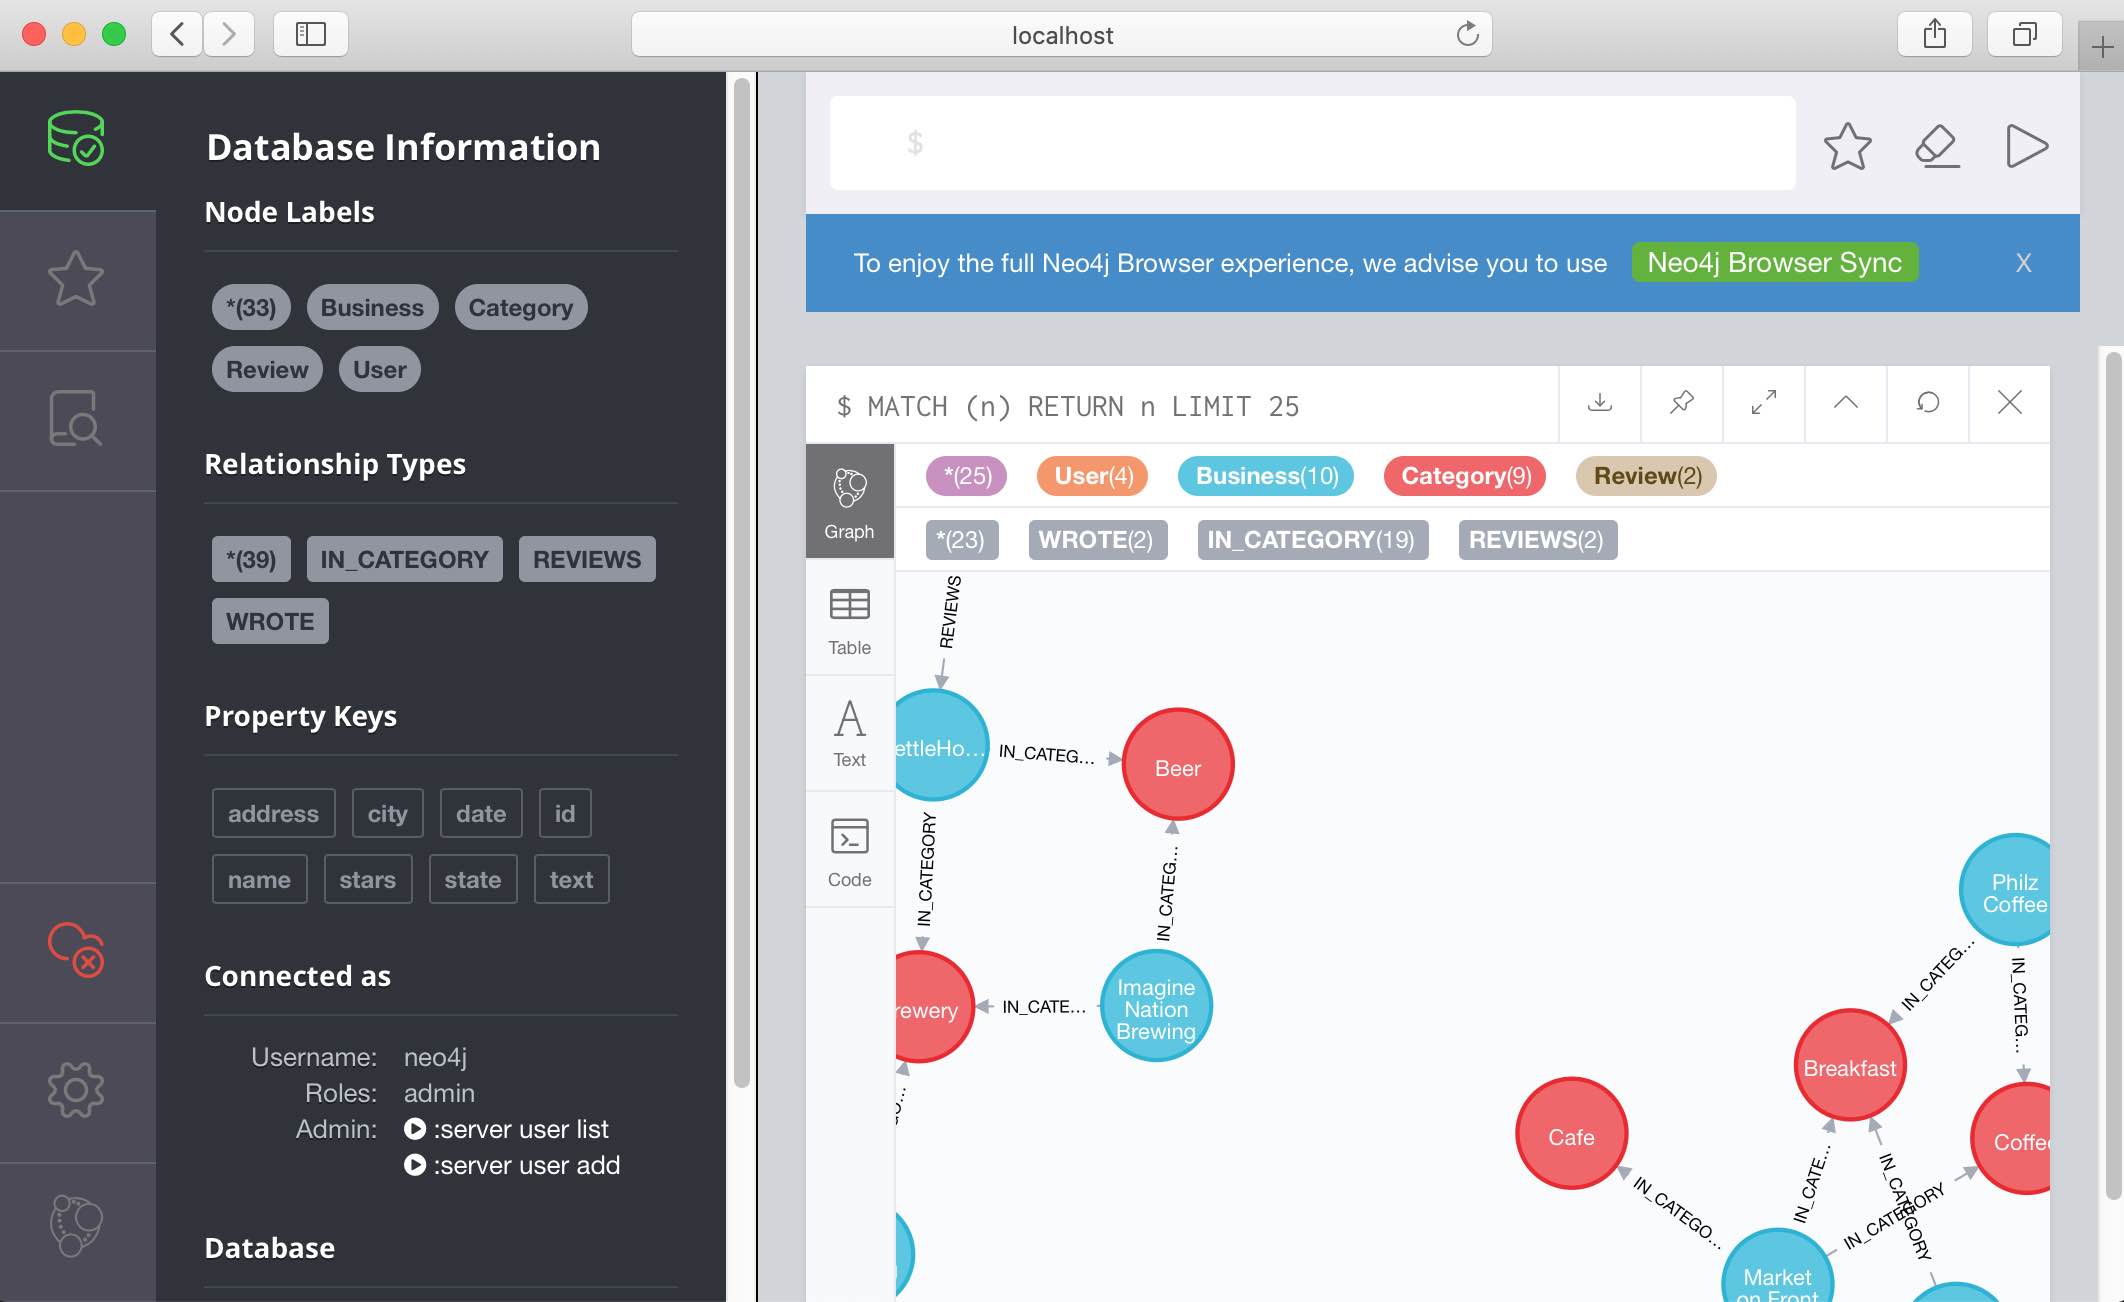 localhost
Database Information
Node Labels
*(33) Business Category
Review User
Relationship Types
*(39) IN_CATEGORY REVIEWS
WROTE
Property Keys
address city date id
name stars state text
Connected as
Username: neo4j
Roles: admin
Admin: :server user list
:server user add
Database
$
To enjoy the full Neo4j Browser experience, we advise you to use Neo4j Browser Sync X
$ MATCH (n) RETURN n LIMIT 25
Graph
Table
Text
Code
*(25) User(4) Business(10) Category(9) Review(2)
*(23) WROTE(2) IN_CATEGORY(19) REVIEWS(2)
REVIEWS
ettleHo...
IN_CATEG...
Beer
IN_CATEGORY
IN_CATEG...
rewery
IN_CATE...
Imagine
Nation
Brewing
Philz
Coffee
IN_CATEG...
IN_CATEG...
Breakfast
Cafe
Coffee
IN_CATEGO...
IN_CATE...
IN_CATEGORY
IN_CATEGORY
Market
on Front